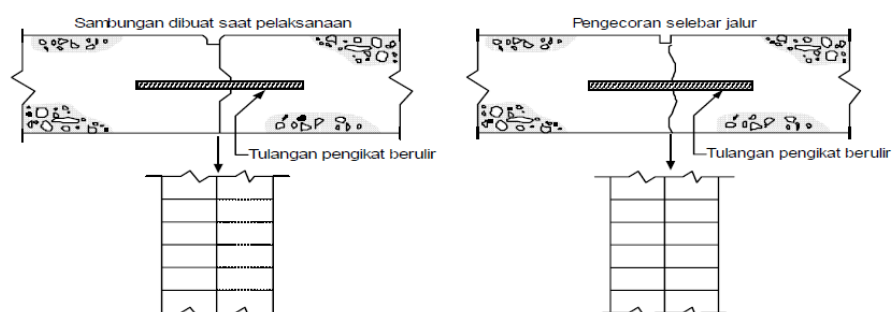 Sambungan dibuat saat pelaksanaan
Pengecoran selebar jalur
Tulangan pengikat berulir
Tulangan pengikat berulir